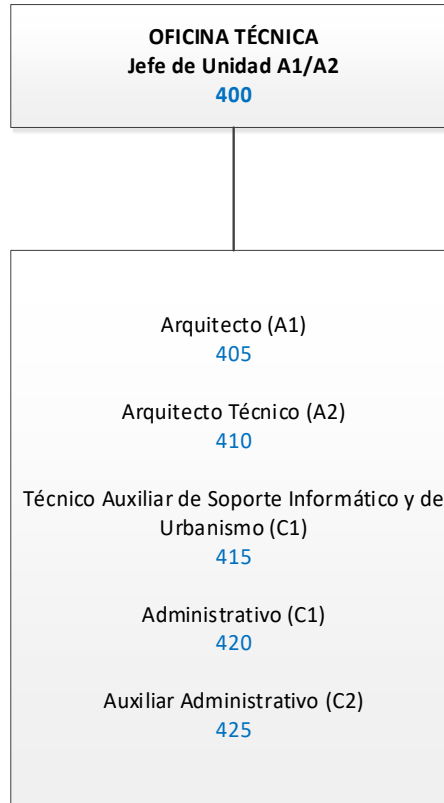 OFICINA TÉCNICA
Jefe de Unidad A1/A2
400
Arquitecto (A1)
405
Arquitecto Técnico (A2)
410
Técnico Auxiliar de Soporte Informático y de
Urbanismo (C1)
415
Administrativo (C1)
420
Auxiliar Administrativo (C2)
425